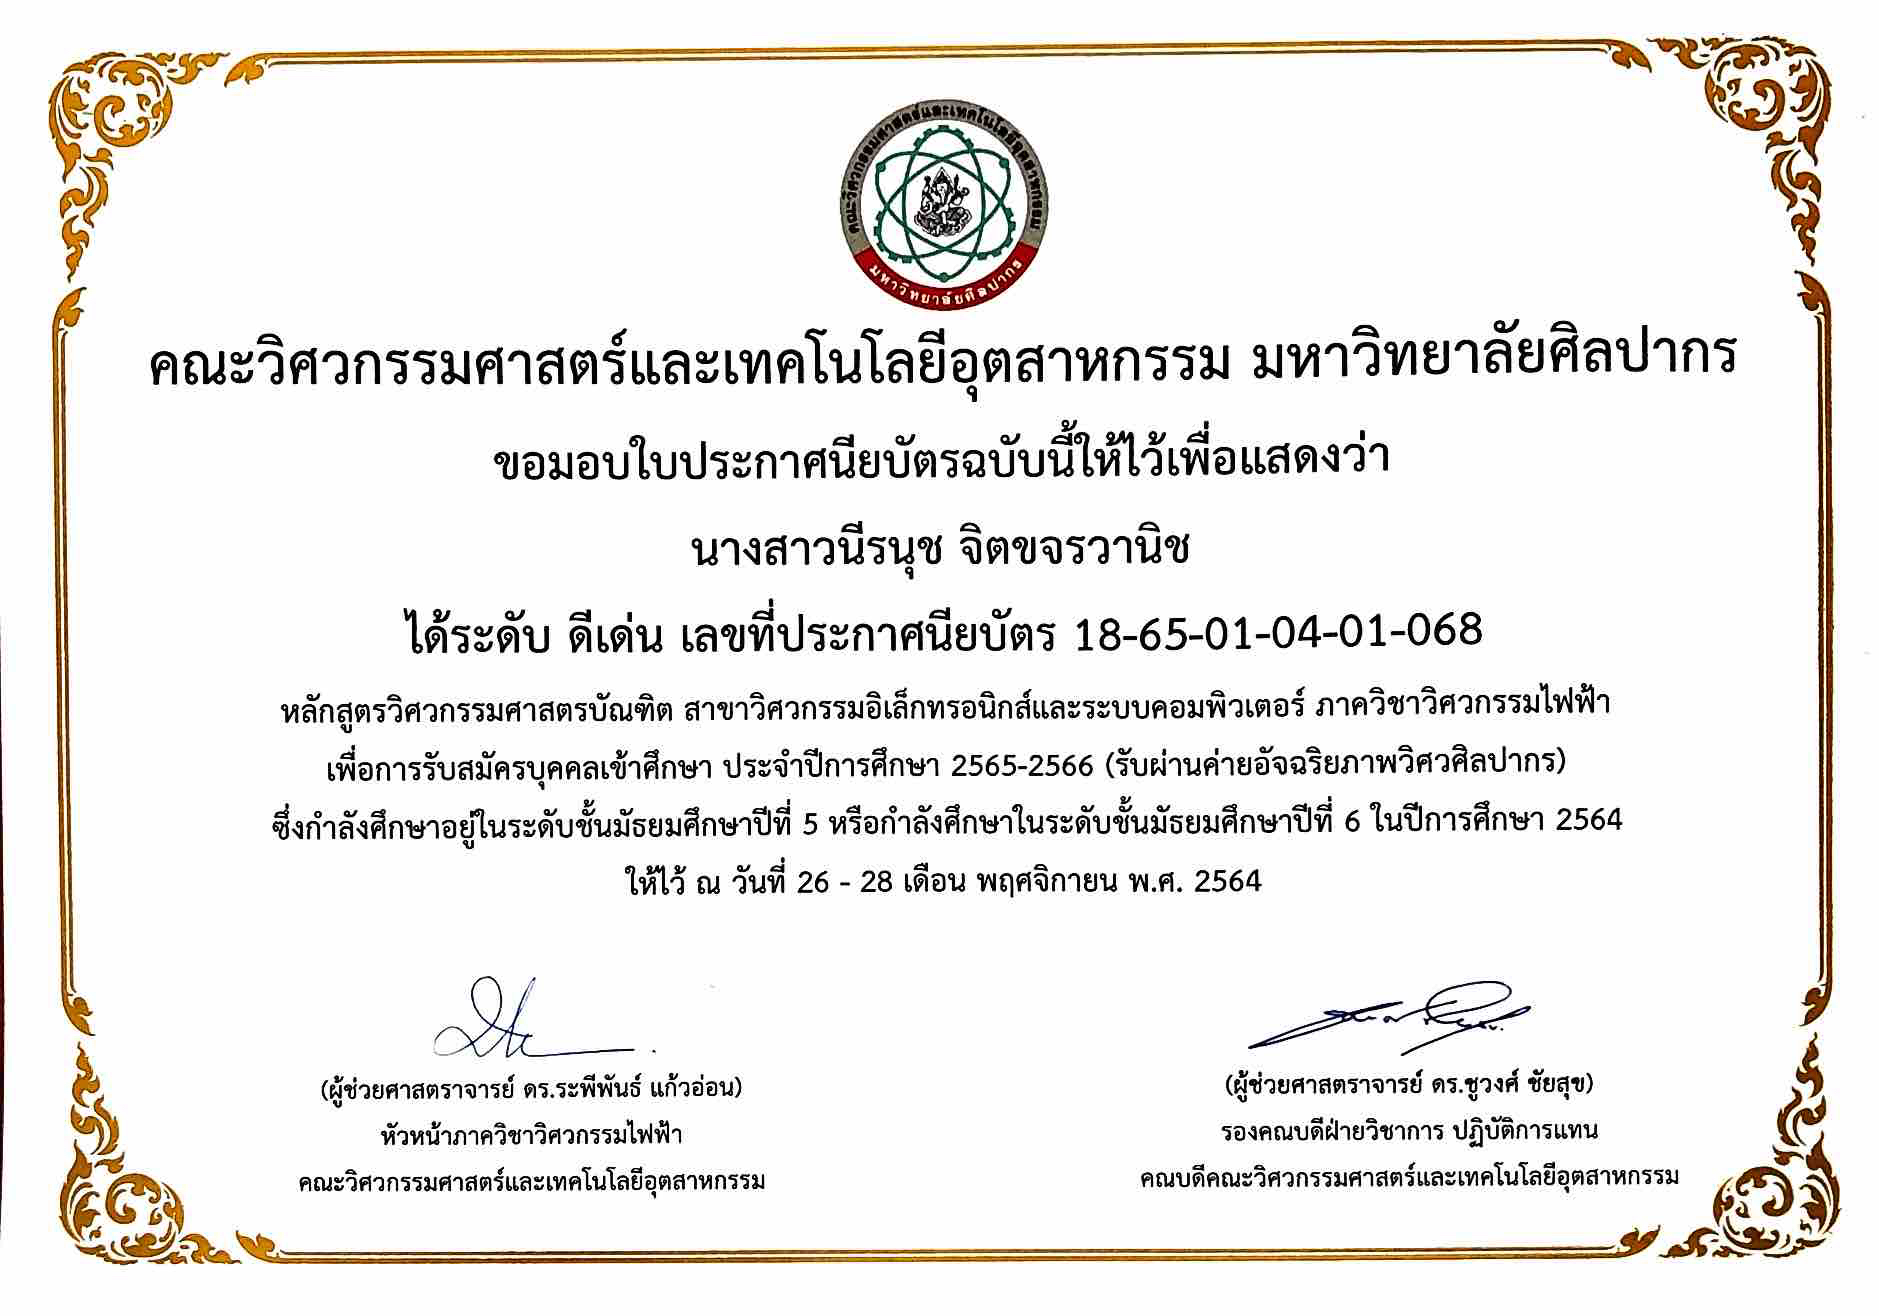 คณะวิศวกรรมศาสตร์และเทคโนโลยีอุตสาหกรรม
มหาวิทยาลัยศิลปากร
คณะวิศวกรรมศาสตร์และเทคโนโลยีอุตสาหกรรม มหาวิทยาลัยศิลปากร
ขอมอบใบประกาศนียบัตรฉบับนี้ให้ไว้เพื่อแสดงว่า
นางสาวนีรนุช จิตขจรวานิช
ได้ระดับ ดีเด่น เลขที่ประกาศนียบัตร 18-65-01-04-01-068
หลักสูตรวิศวกรรมศาสตรบัณฑิต สาขาวิศวกรรมอิเล็กทรอนิกส์และระบบคอมพิวเตอร์ ภาควิชาวิศวกรรมไฟฟ้า
เพื่อการรับสมัครบุคคลเข้าศึกษา ประจำปีการศึกษา 2565-2566 (รับผ่านค่ายอัจฉริยภาพวิศวศิลปากร)
ซึ่งกำลังศึกษาอยู่ในระดับชั้นมัธยมศึกษาปีที่ 5 หรือกำลังศึกษาในระดับชั้นมัธยมศึกษาปีที่ 6 ในปีการศึกษา 2564
ให้ไว้ ณ วันที่ 26 - 28 เดือน พฤศจิกายน พ.ศ. 2564
(ผู้ช่วยศาสตราจารย์ ดร.ระพีพันธ์ แก้วอ่อน)
หัวหน้าภาควิชาวิศวกรรมไฟฟ้า
คณะวิศวกรรมศาสตร์และเทคโนโลยีอุตสาหกรรม
(ผู้ช่วยศาสตราจารย์ ดร.ชูวงศ์ ชัยสุข)
รองคณบดีฝ่ายวิชาการ ปฏิบัติการแทน
คณบดีคณะวิศวกรรมศาสตร์และเทคโนโลยีอุตสาหกรรม